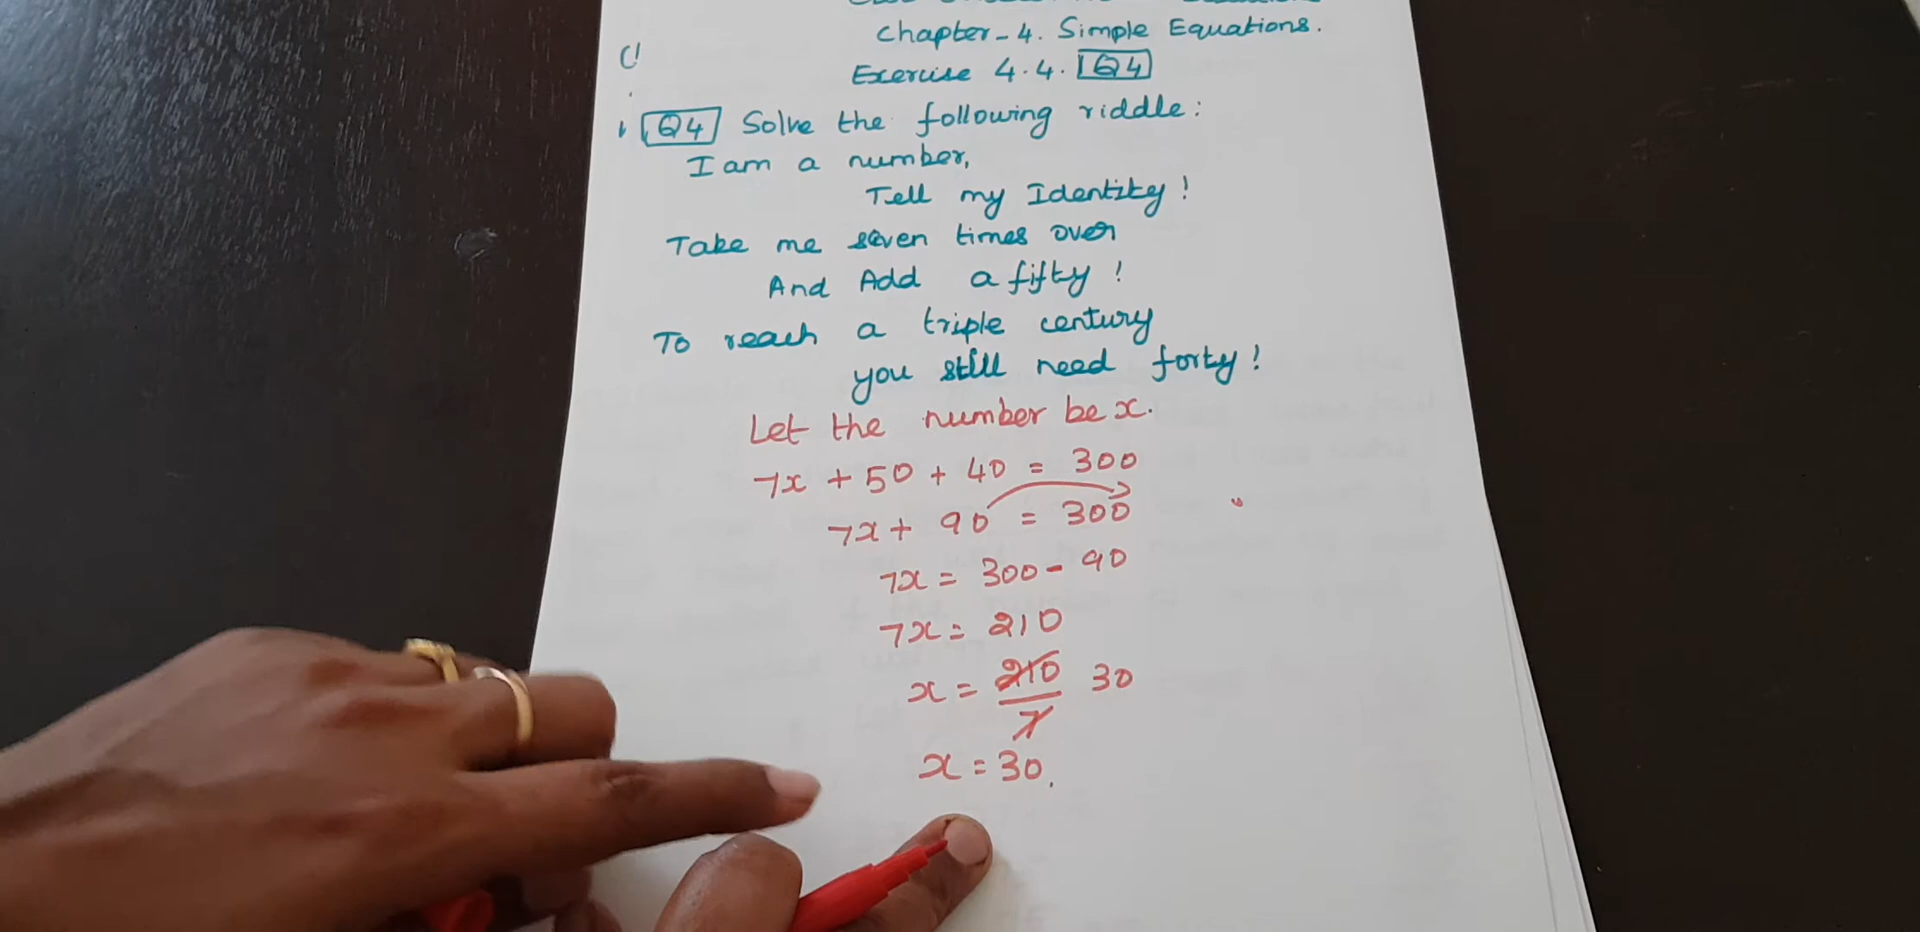 Chapter-4. Simple Equations.
Exercise 4.4. Q4
Q4 Solve the following riddle:
I am a number,
Tell my Identity!
Take me seven times over
And Add a fifty!
To reach a triple century
you still need forty!
Let the number be x.
7x + 50 + 40 = 300
7x + 90 = 300
7x = 300 - 90
7x = 210
x = 210/7 30
x = 30.